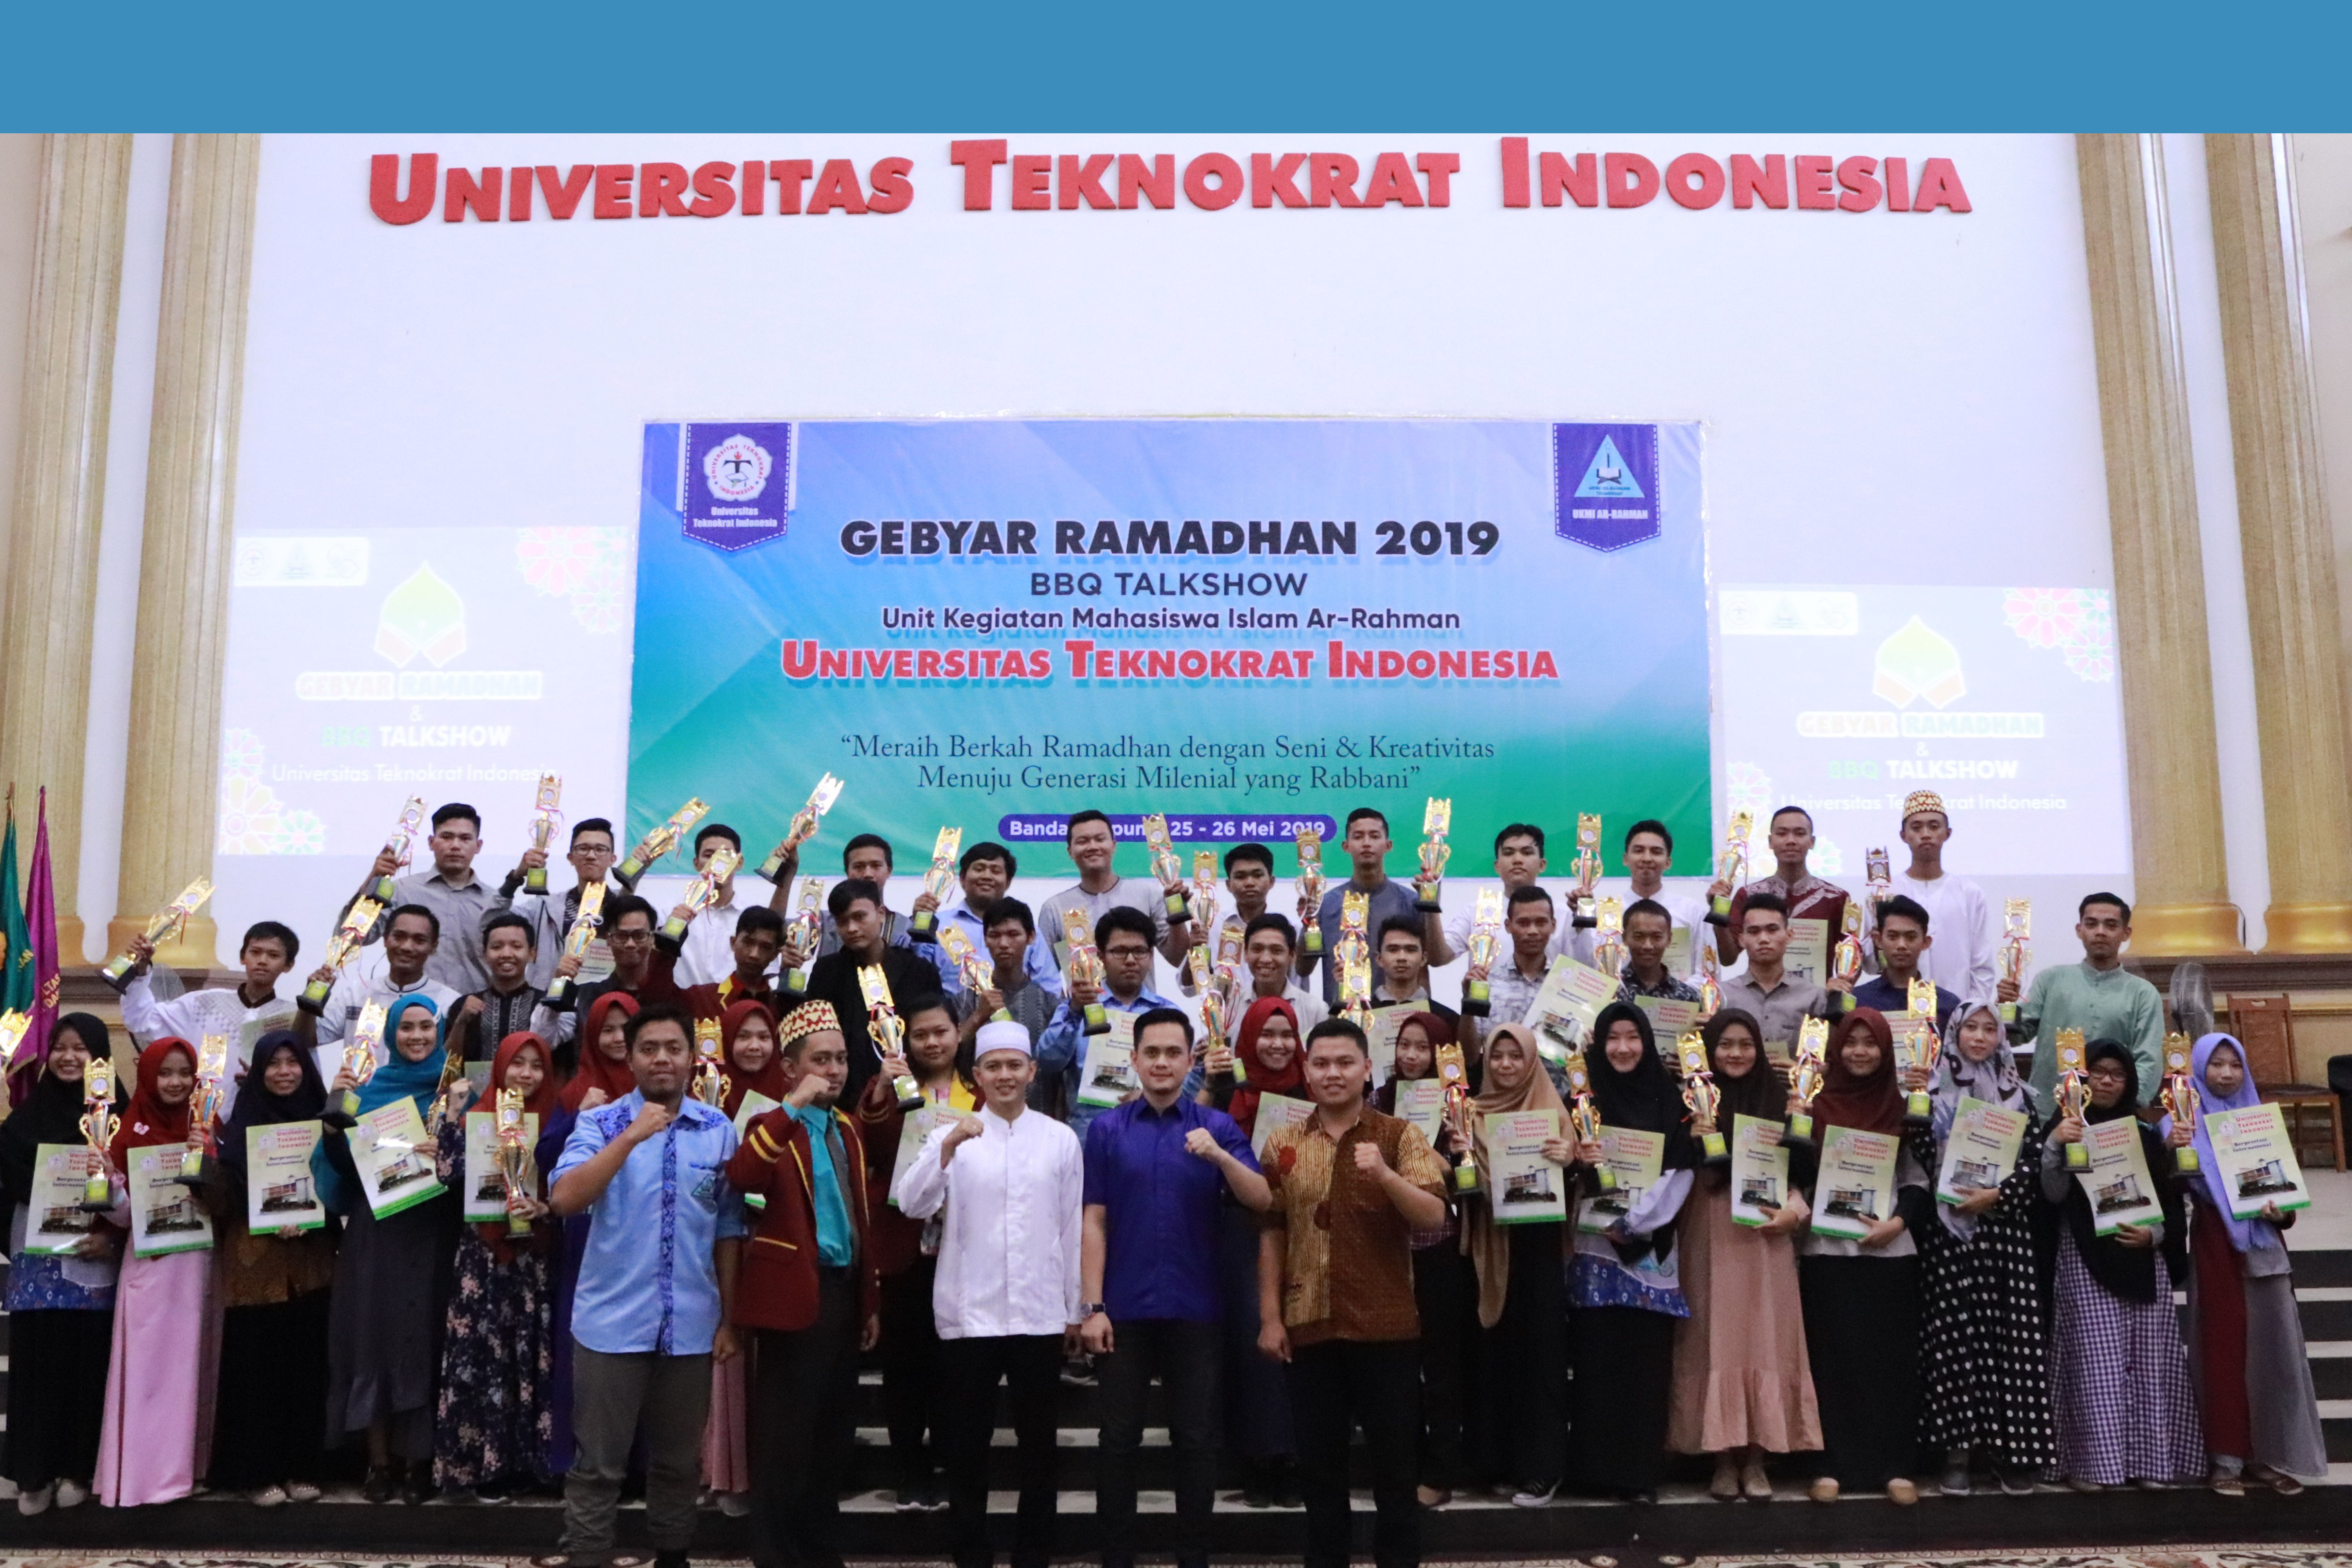 UNIVERSITAS TEKNOKRAT INDONESIA
Universitas
Teknokrat Indonesia
UKMI AR-RAHMAN
GEBYAR RAMADHAN 2019
BBQ TALKSHOW
Unit Kegiatan Mahasiswa Islam Ar-Rahman
UNIVERSITAS TEKNOKRAT INDONESIA
“Meraih Berkah Ramadhan dengan Seni & Kreativitas
Menuju Generasi Milenial yang Rabbani”
25 - 26 Mei 2019
GEBYAR RAMADHAN
&
BBQ TALKSHOW
Universitas Teknokrat Indonesia
GEBYAR RAMADHAN
&
BBQ TALKSHOW
Universitas Teknokrat Indonesia